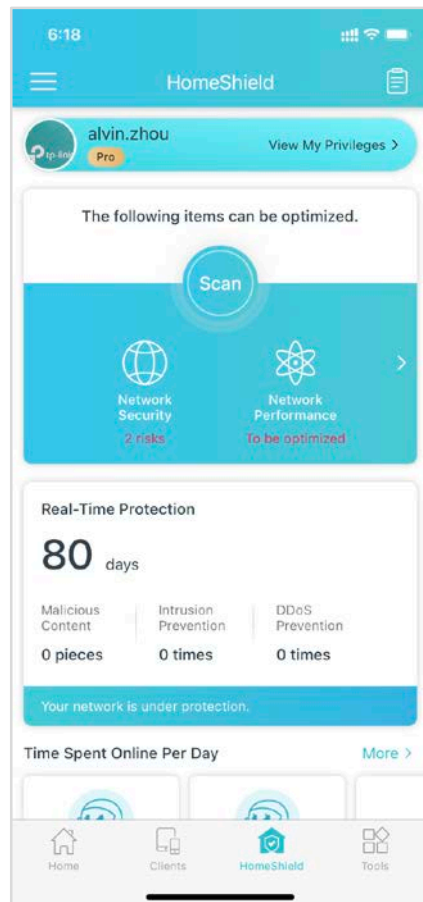 6:18
HomeShield
tp-link
alvin.zhou
Pro
View My Privileges >
The following items can be optimized.
Scan
Network Security
2 risks
Network Performance
To be optimized
>
Real-Time Protection
80 days
Malicious Content
0 pieces
Intrusion Prevention
0 times
DDoS Prevention
0 times
Your network is under protection.
Time Spent Online Per Day
More >
Home
Clients
HomeShield
Tools